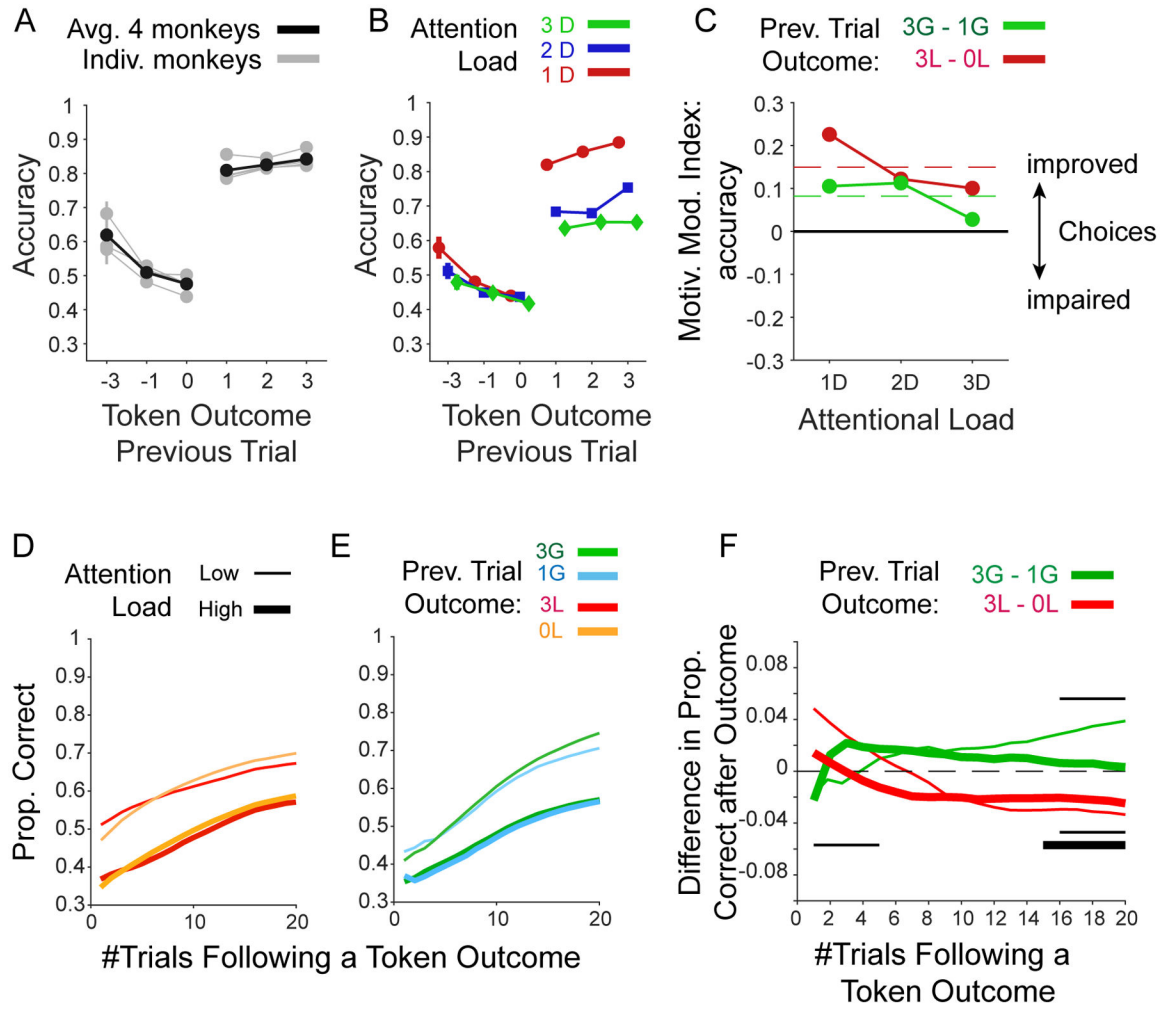 A
Avg. 4 monkeys
Indiv. monkeys
Accuracy
1
0.9
0.8
0.7
0.6
0.5
0.4
0.3
-3 -1 0 1 2 3
Token Outcome
Previous Trial
B
Attention
Load
3 D
2 D
1 D
Accuracy
1
0.9
0.8
0.7
0.6
0.5
0.4
0.3
-3 -1 0 1 2 3
Token Outcome
Previous Trial
C
Prev. Trial
Outcome:
3G - 1G
3L - 0L
Motiv. Mod. Index:
accuracy
0.3
0.2
0.1
0
-0.1
-0.2
-0.3
1D 2D 3D
Attentional Load
improved
Choices
impaired
D
Attention
Load
Low
High
Prop. Correct
1
0.9
0.8
0.7
0.6
0.5
0.4
0.3
0 10 20
E
Prev. Trial
Outcome:
3G
1G
3L
0L
1
0.9
0.8
0.7
0.6
0.5
0.4
0.3
0 10 20
#Trials Following a Token Outcome
F
Prev. Trial
Outcome:
3G - 1G
3L - 0L
Difference in Prop.
Correct after Outcome
0.08
0.04
0
-0.04
-0.08
0 2 4 6 8 10 12 14 16 18 20
#Trials Following a
Token Outcome